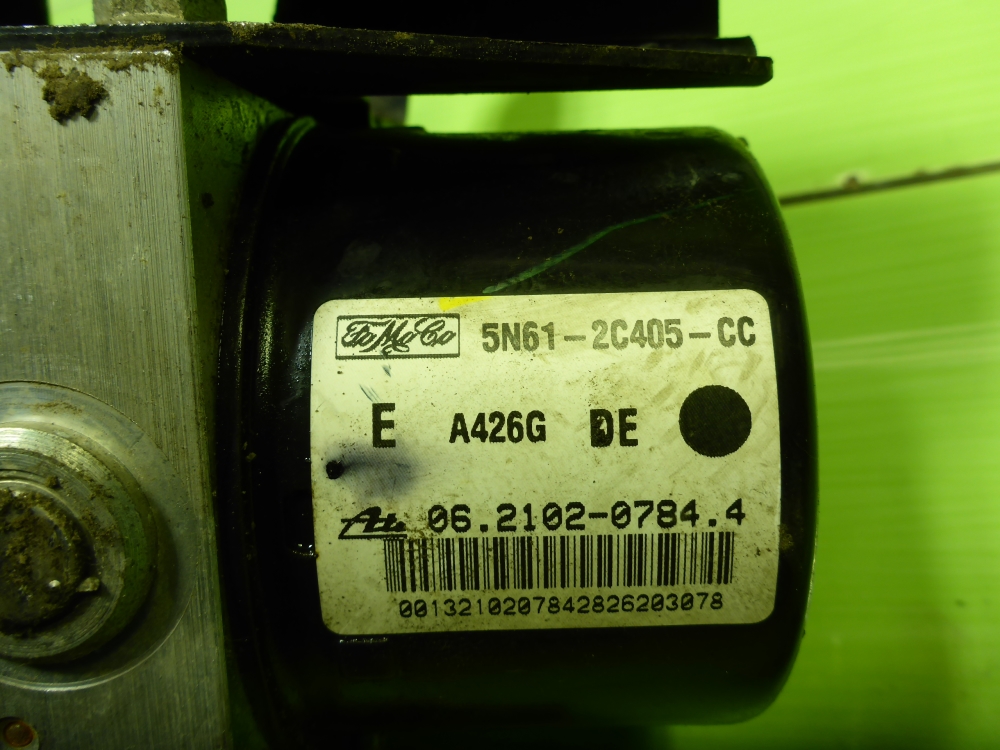 FoMoCo 5N61-2C405-CC
E A426G DE
Ate 06.2102-0784.4
0013210207842826203078